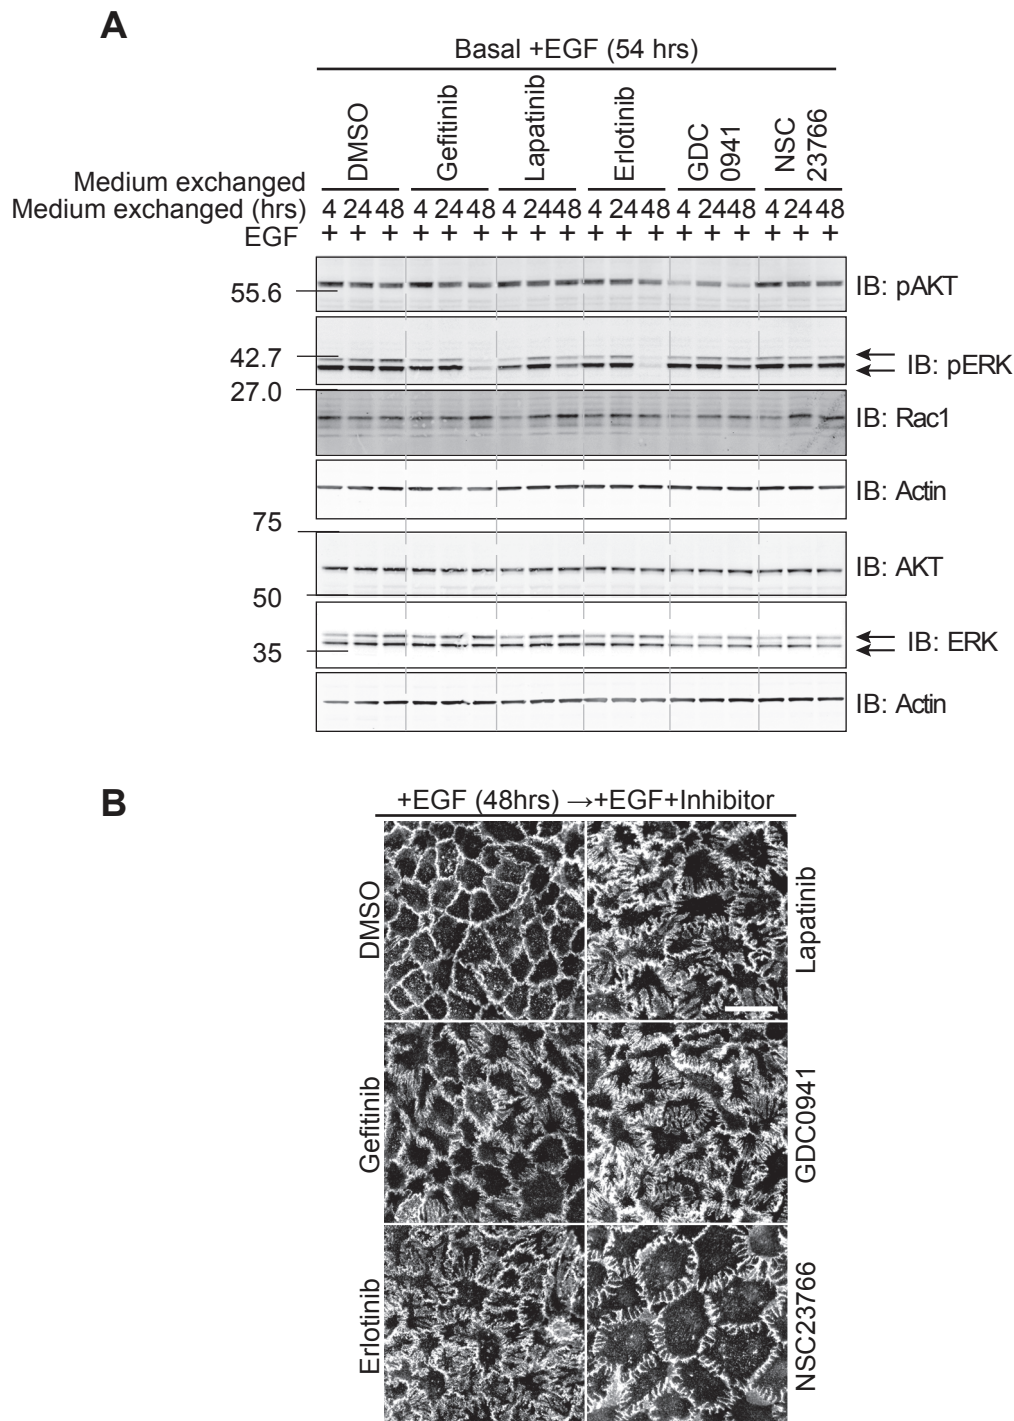 A
Basal +EGF (54 hrs)
DMSO
Gefitinib
Lapatinib
Erlotinib
GDC
0941
NSC
23766
Medium exchanged
Medium exchanged (hrs) 4 24 48 4 24 48 4 24 48 4 24 48 4 24 48 4 24 48
EGF + + + + + + + + + + + + + + + + + +
55.6 IB: pAKT
42.7 IB: pERK
27.0 IB: Rac1
IB: Actin
75
IB: AKT
50
IB: ERK
35
IB: Actin
B
+EGF (48hrs) →+EGF+Inhibitor
DMSO
Lapatinib
Gefitinib
GDC0941
Erlotinib
NSC23766